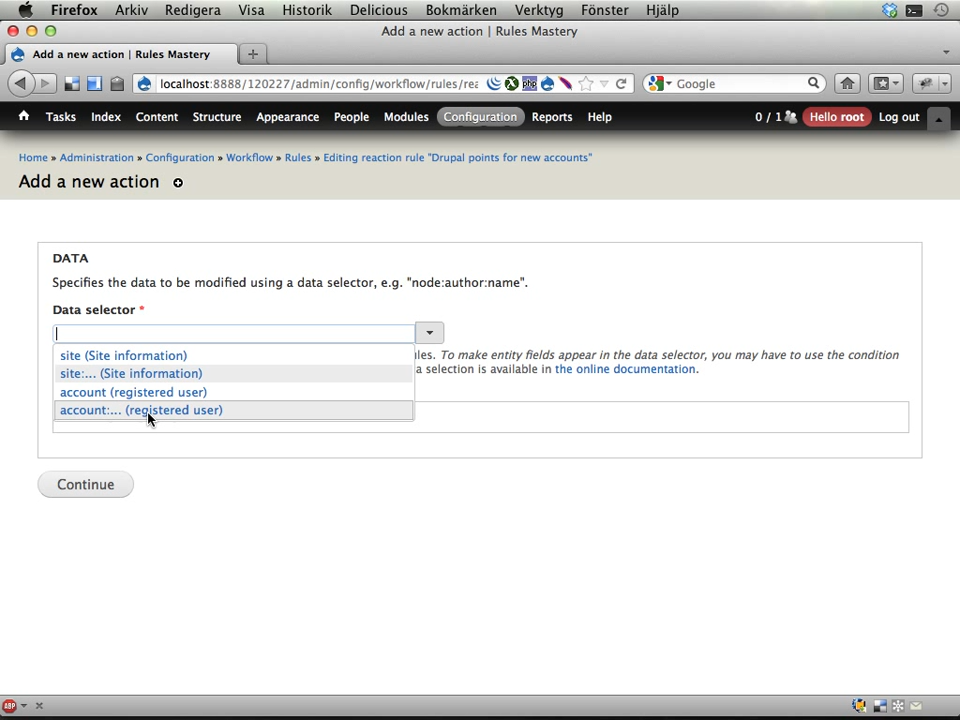 Firefox Arkiv Redigera Visa Historik Delicious Bokmärken Verktyg Fönster Hjälp
Add a new action | Rules Mastery
Add a new action | Rules Mastery
localhost:8888/120227/admin/config/workflow/rules/rea
php
Google
Tasks Index Content Structure Appearance People Modules Configuration Reports Help 0 / 1 Hello root Log out
Home » Administration » Configuration » Workflow » Rules » Editing reaction rule "Drupal points for new accounts"
Add a new action
DATA
Specifies the data to be modified using a data selector, e.g. "node:author:name".
Data selector *
site (Site information)
ules. To make entity fields appear in the data selector, you may have to use the condition
site:... (Site information)
a selection is available in the online documentation.
account (registered user)
account:... (registered user)
Continue
ABP